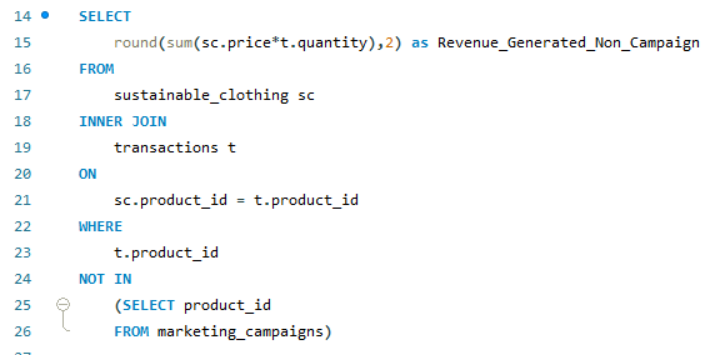 14 SELECT
15 round(sum(sc.price*t.quantity),2) as Revenue_Generated_Non_Campaign
16 FROM
17 sustainable_clothing sc
18 INNER JOIN
19 transactions t
20 ON
21 sc.product_id = t.product_id
22 WHERE
23 t.product_id
24 NOT IN
25 (SELECT product_id
26 FROM marketing_campaigns)